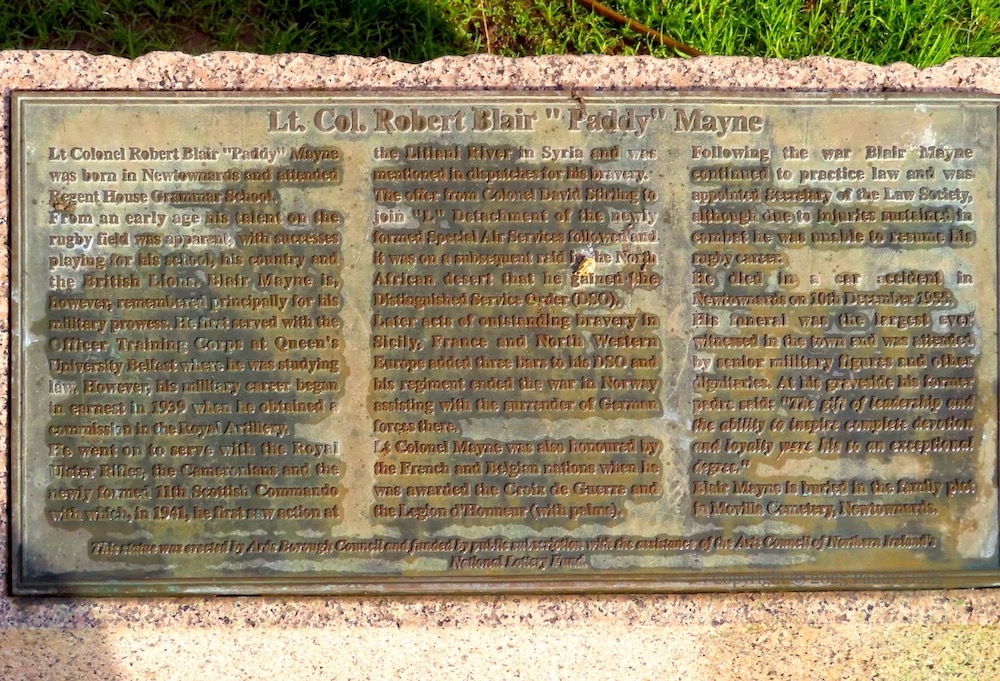 Lt. Col. Robert Blair "Paddy" Mayne
Lt Colonel Robert Blair "Paddy" Mayne
was born in Newtownards and attended
Regent House Grammar School.
From an early age his talent on the
rugby field was apparent, with successes
playing for his school, his country and
the British Lions. Blair Mayne is,
however, remembered principally for his
military prowess. He first served with the
Officer Training Corps at Queen's
University Belfast where he was studying
law. However, his military career began
in earnest in 1939 when he obtained a
commission in the Royal Artillery.
He went on to serve with the Royal
Ulster Rifles, the Cameronians and the
newly formed 11th Scottish Commando
with which, in 1941, he first saw action at
the Litiani River in Syria and was
mentioned in dispatches for his bravery.
The offer from Colonel David Stirling to
join "L" Detachment of the newly
formed Special Air Services followed and
it was on a subsequent raid in the North
African desert that he gained the
Distinguished Service Order (DSO).
Later acts of outstanding bravery in
Sicily, France and North Western
Europe added three bars to his DSO and
his regiment ended the war in Norway
assisting with the surrender of German
forces there.
Lt Colonel Mayne was also honoured by
the French and Belgian nations when he
was awarded the Croix de Guerre and
the Legion d'Honneur (with palms).
Following the war Blair Mayne
continued to practice law and was
appointed Secretary of the Law Society,
although due to injuries sustained in
combat he was unable to resume his
rugby career.
He died in a car accident in
Newtownards on 10th December 1955.
His funeral was the largest ever
witnessed in the town and was attended
by senior military figures and other
dignitaries. At his graveside his former
padre said: "The gift of leadership and
the ability to inspire complete devotion
and loyalty were his to an exceptional
degree."
Blair Mayne is buried in the family plot
in Movilla Cemetery, Newtownards.
This statue was erected by Ards Borough Council and funded by public subscription with the assistance of the Arts Council of Northern Ireland's
National Lottery Fund.
Copyright ©